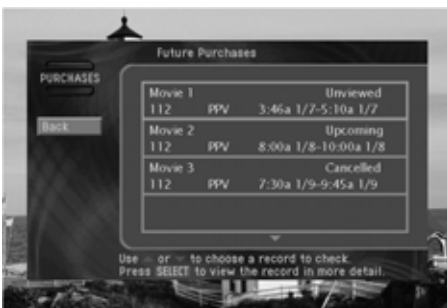 Future Purchases
PURCHASES
Back
Movie 1 Unviewed
112 PPV 3:46a 1/7-5:10a 1/7
Movie 2 Upcoming
112 PPV 8:00a 1/8-10:00a 1/8
Movie 3 Cancelled
112 PPV 7:30a 1/9-9:45a 1/9
Use or to choose a record to check.
Press SELECT to view the record in more detail.